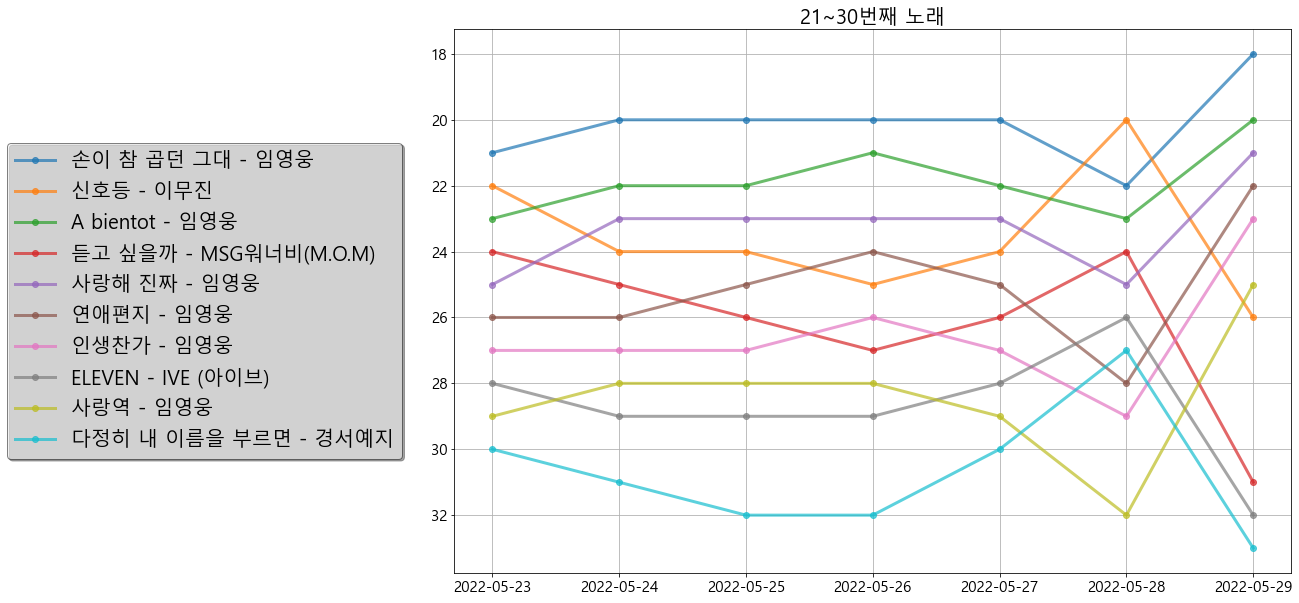 21~30번째 노래
손이 참 곱던 그대 - 임영웅
신호등 - 이무진
A bientot - 임영웅
듣고 싶을까 - MSG워너비(M.O.M)
사랑해 진짜 - 임영웅
연애편지 - 임영웅
인생찬가 - 임영웅
ELEVEN - IVE (아이브)
사랑역 - 임영웅
다정히 내 이름을 부르면 - 경서예지
18
20
22
24
26
28
30
32
2022-05-23 2022-05-24 2022-05-25 2022-05-26 2022-05-27 2022-05-28 2022-05-29